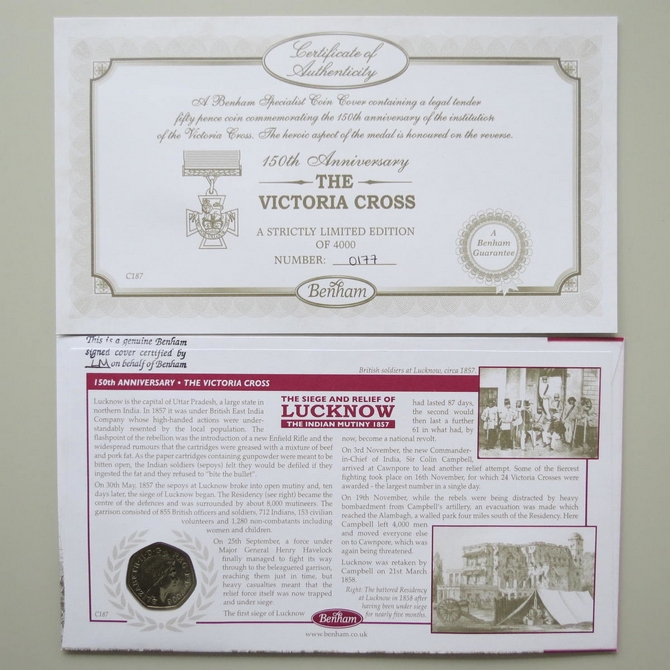 Certificate of
Authenticity
A Benham Specialist Coin Cover containing a legal tender
fifty pence coin commemorating the 150th anniversary of the institution
of the Victoria Cross. The heroic aspect of the medal is honoured on the reverse.
150th Anniversary
THE
VICTORIA CROSS
A STRICTLY LIMITED EDITION
OF 4000
NUMBER: 0177
A
Benham
Guarantee
C187
Benham
This is a genuine Benham
signed cover certified by
LM on behalf of Benham
British soldiers at Lucknow, circa 1857.
150th ANNIVERSARY • THE VICTORIA CROSS
Lucknow is the capital of Uttar Pradesh, a large state in
northern India. In 1857 it was under British East India
Company whose high-handed actions were under-
standably resented by the local population. The
flashpoint of the rebellion was the introduction of a new Enfield Rifle and the
widespread rumours that the cartridges were greased with a mixture of beef
and pork fat. As the paper cartridges containing gunpowder were meant to be
bitten open, the Indian soldiers (sepoys) felt they would be defiled if they
ingested the fat and they refused to "bite the bullet".
On 30th May, 1857 the sepoys at Lucknow broke into open mutiny and, ten
days later, the siege of Lucknow began. The Residency (see right) became the
centre of the defences and was surrounded by about 8,000 mutineers. The
garrison consisted of 855 British officers and soldiers, 712 Indians, 153 civilian
volunteers and 1,280 non-combatants including
women and children.
On 25th September, a force under
Major General Henry Havelock
finally managed to fight its way
through to the beleaguered garrison,
reaching them just in time, but
heavy casualties meant that the
relief force itself was now trapped
and under siege.
The first siege of Lucknow
THE SIEGE AND RELIEF OF
LUCKNOW
THE INDIAN MUTINY 1857
had lasted 87 days,
the second would
then last a further
61 in what had, by
now, become a national revolt.
On 3rd November, the new Commander-
in-Chief of India, Sir Colin Campbell,
arrived at Cawnpore to lead another relief attempt. Some of the fiercest
fighting took place on 16th November, for which 24 Victoria Crosses were
awarded - the largest number in a single day.
On 19th November, while the rebels were being distracted by heavy
bombardment from Campbell's artillery, an evacuation was made which
reached the Alambagh, a walled park four miles south of the Residency. Here
Campbell left 4,000 men
and moved everyone else
on to Cawnpore, which was
again being threatened.
Lucknow was retaken by
Campbell on 21st March
1858.
Right: The battered Residency
at Lucknow in 1858 after
having been under siege
for nearly five months.
C187
Benham
www.benham.co.uk